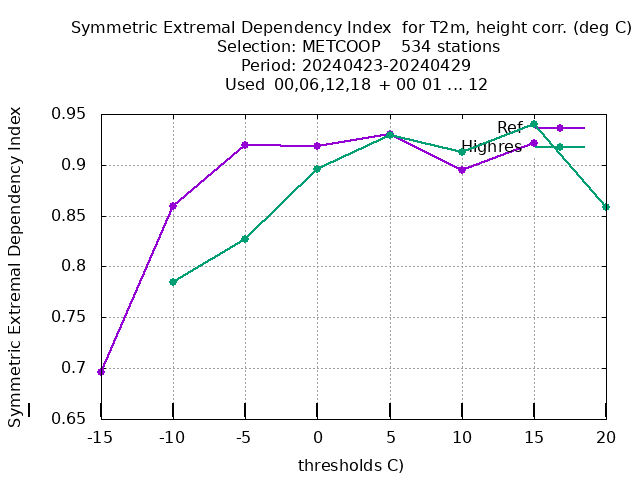 Symmetric Extremal Dependency Index  for T2m, height corr. (deg C)
Selection: METCOOP    534 stations
Period: 20240423-20240429
Used  00,06,12,18 + 00 01 ... 12
Symmetric Extremal Dependency Index
0.95
0.9
0.85
0.8
0.75
0.7
0.65
Ref
Highres
-15 -10 -5 0 5 10 15 20
thresholds C)